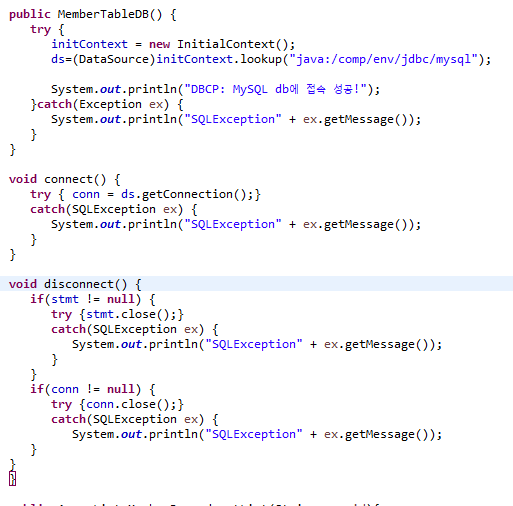 public MemberTableDB() {
try {
initContext = new InitialContext();
ds=(DataSource)initContext.lookup("java:/comp/env/jdbc/mysql");
System.out.println("DBCP: MySQL db에 접속 성공!");
}catch(Exception ex) {
System.out.println("SQLException" + ex.getMessage());
}
}
void connect() {
try { conn = ds.getConnection();}
catch(SQLException ex) {
System.out.println("SQLException" + ex.getMessage());
}
}
void disconnect() {
if(stmt != null) {
try {stmt.close();}
catch(SQLException ex) {
System.out.println("SQLException" + ex.getMessage());
}
}
if(conn != null) {
try {conn.close();}
catch(SQLException ex) {
System.out.println("SQLException" + ex.getMessage());
}
}
}